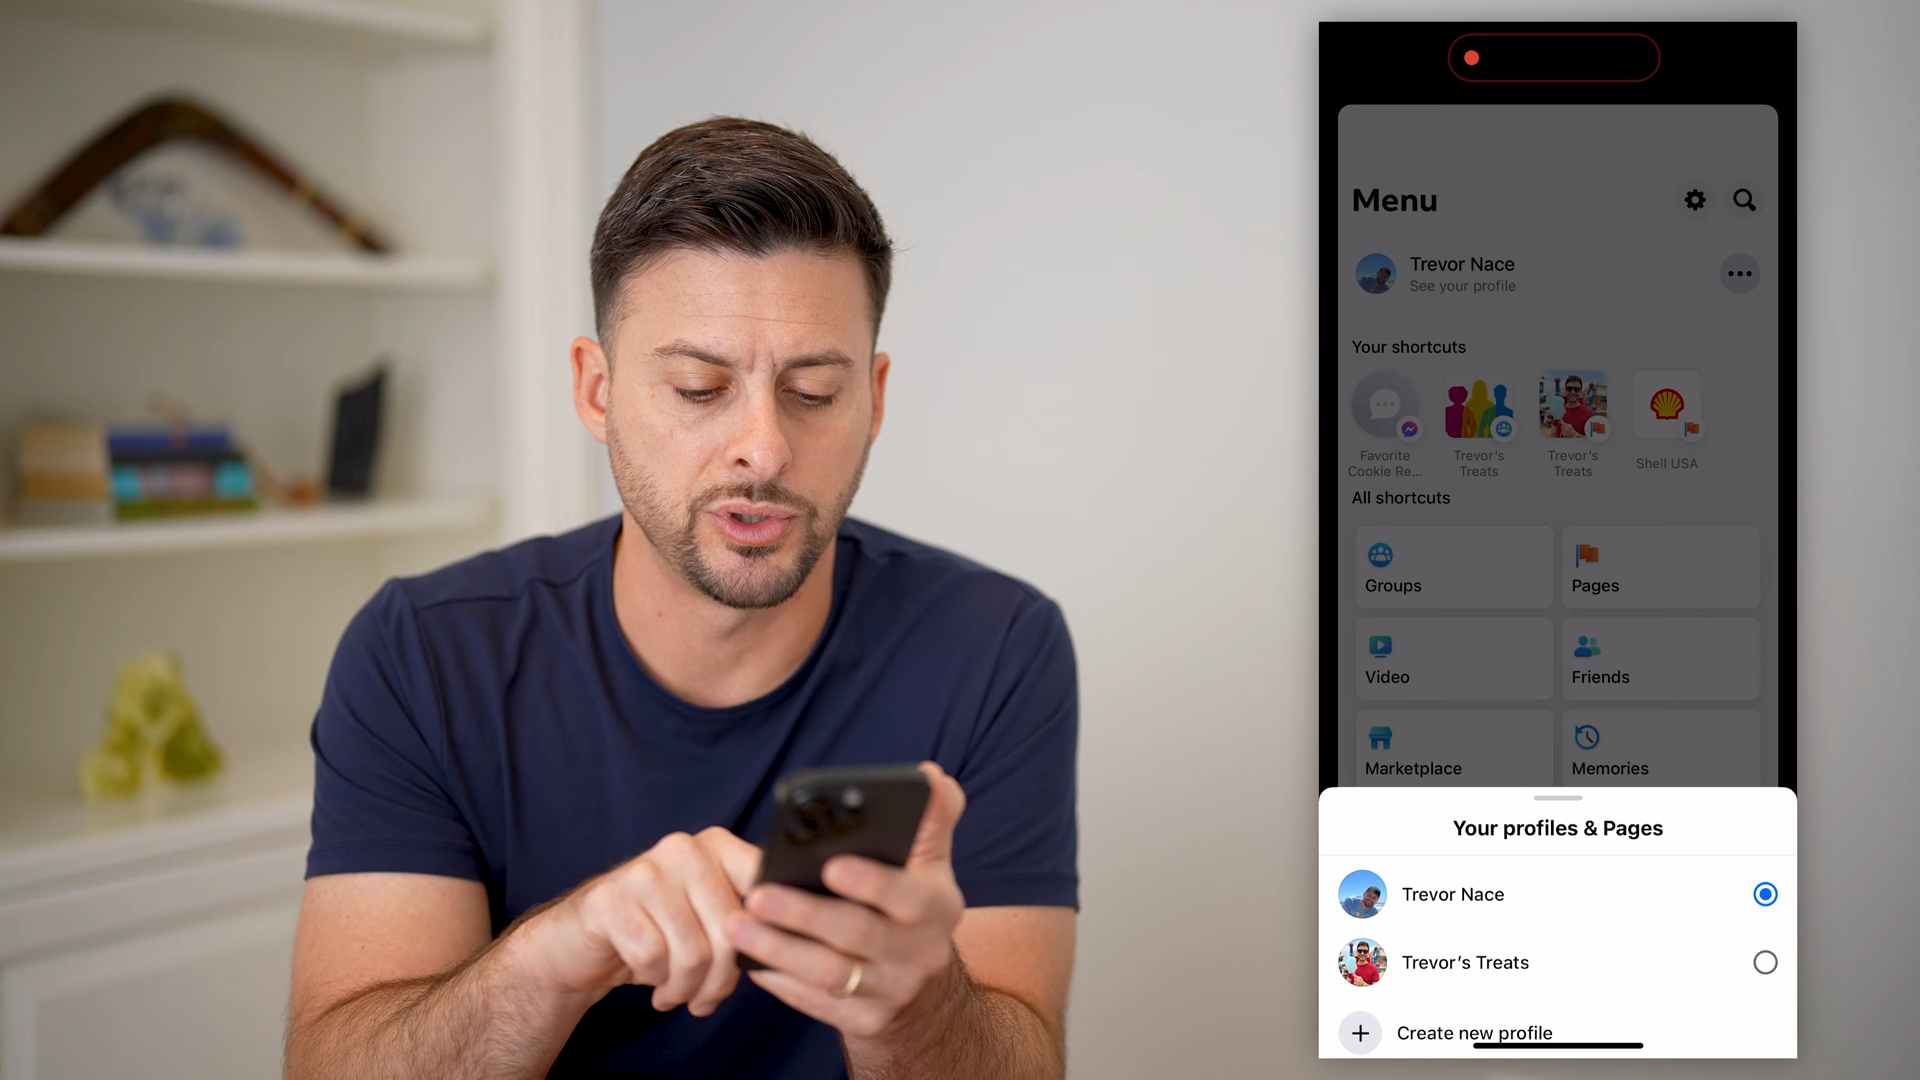 Menu
Trevor Nace
See your profile
Your shortcuts
Favorite
Cookie Re...
Trevor's
Treats
Trevor's
Treats
Shell USA
All shortcuts
Groups
Pages
Video
Friends
Marketplace
Memories
Your profiles & Pages
Trevor Nace
Trevor's Treats
Create new profile